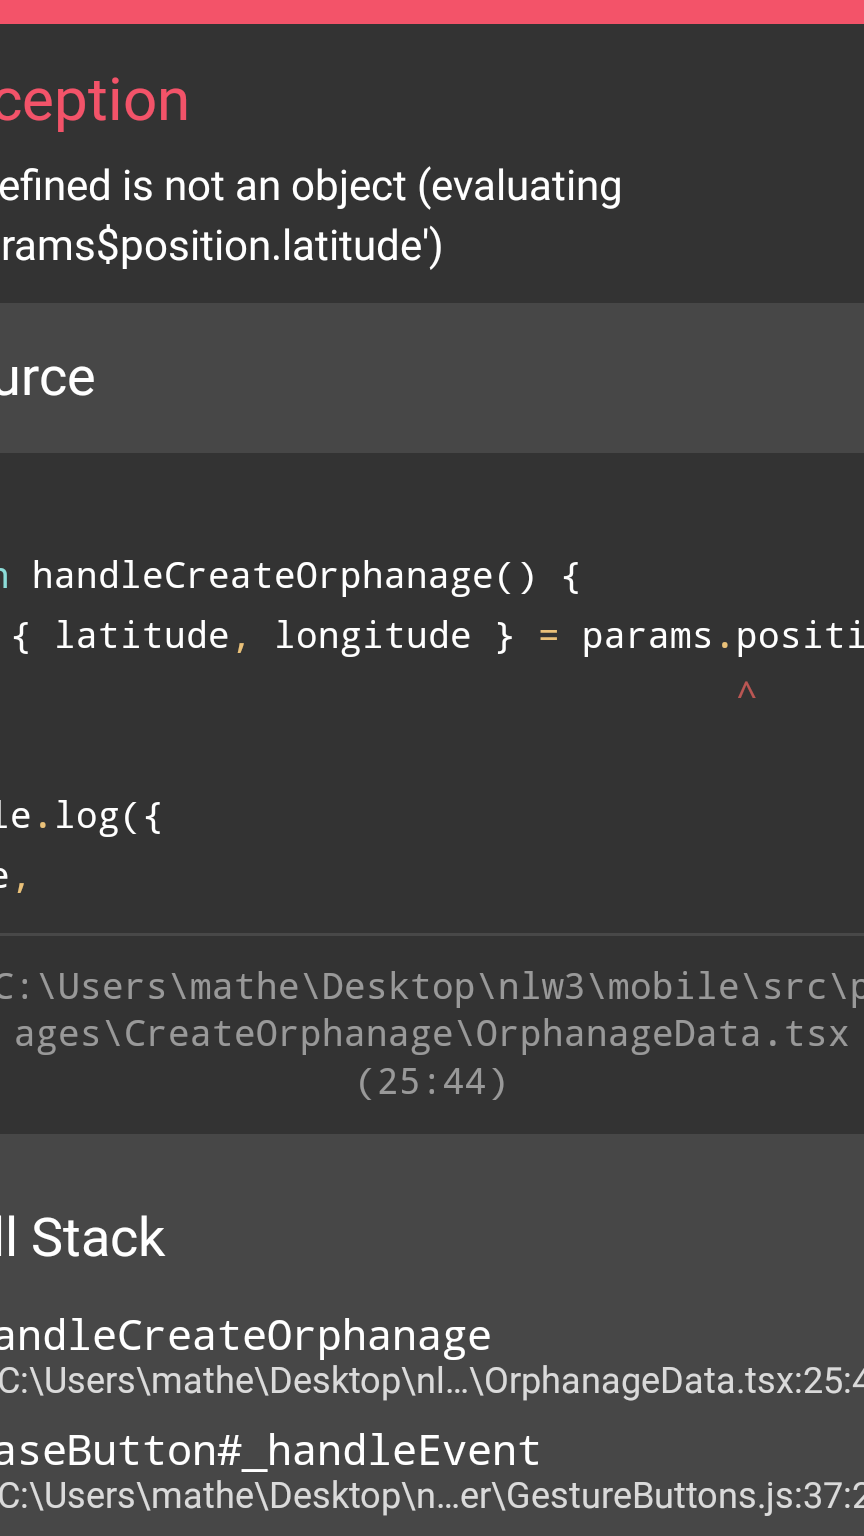 ception
efined is not an object (evaluating
rams$position.latitude')
urce
n handleCreateOrphanage() {
{ latitude, longitude } = params.positi
^
le.log({
e,
C:\Users\mathe\Desktop\nlw3\mobile\src\p
ages\CreateOrphanage\OrphanageData.tsx
(25:44)
ll Stack
andleCreateOrphanage
C:\Users\mathe\Desktop\nl…\OrphanageData.tsx:25:4
aseButton#_handleEvent
C:\Users\mathe\Desktop\n…er\GestureButtons.js:37:2